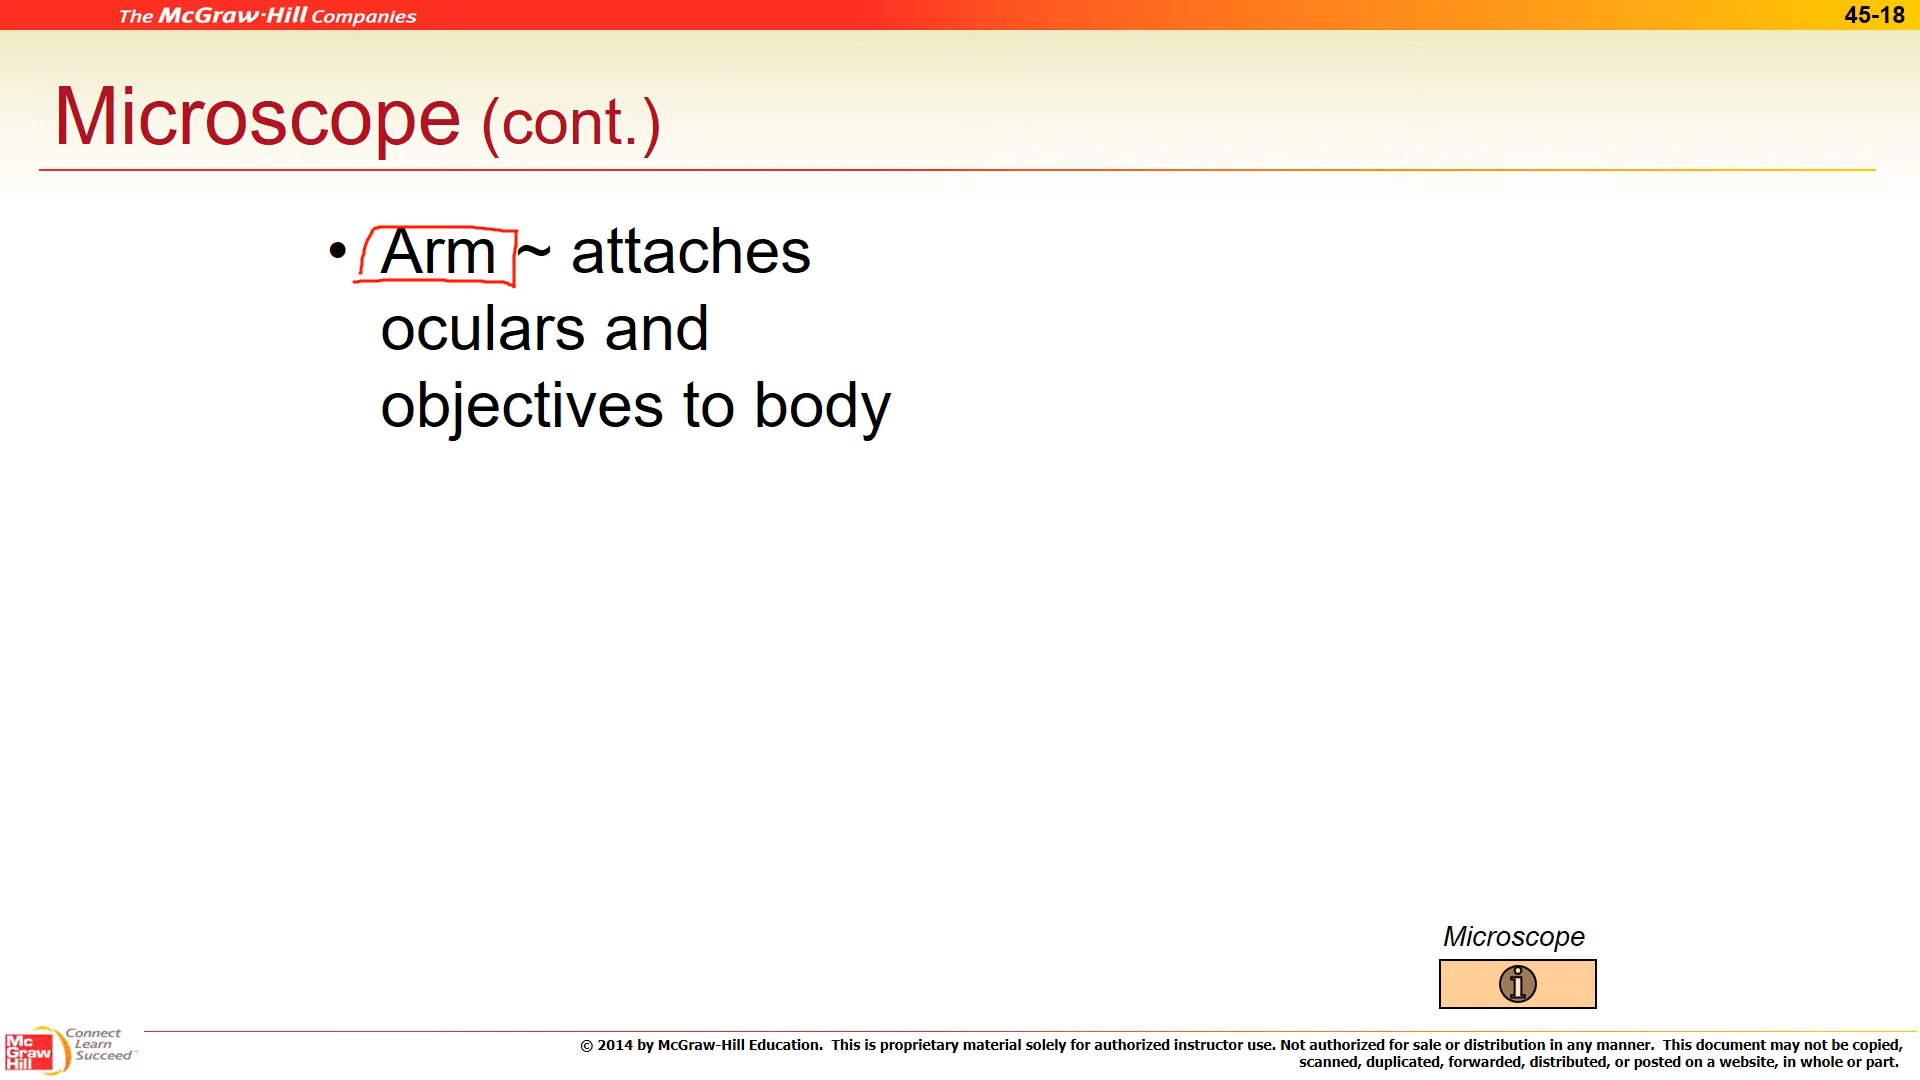 The McGraw·Hill Companies
45-18
Microscope (cont.)
• Arm ~ attaches
oculars and
objectives to body
Microscope
i
Mc
Graw
Hill
Connect
Learn
Succeed™
© 2014 by McGraw-Hill Education. This is proprietary material solely for authorized instructor use. Not authorized for sale or distribution in any manner. This document may not be copied,
scanned, duplicated, forwarded, distributed, or posted on a website, in whole or part.